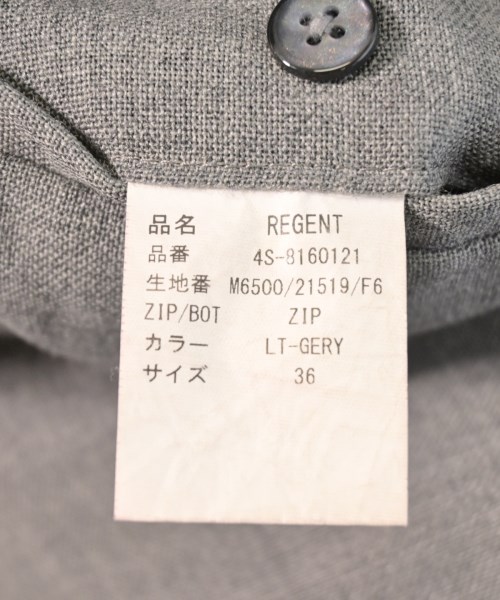 品名 REGENT
品番 4S-8160121
生地番 M6500/21519/F6
ZIP/BOT ZIP
カラー LT-GERY
サイズ 36